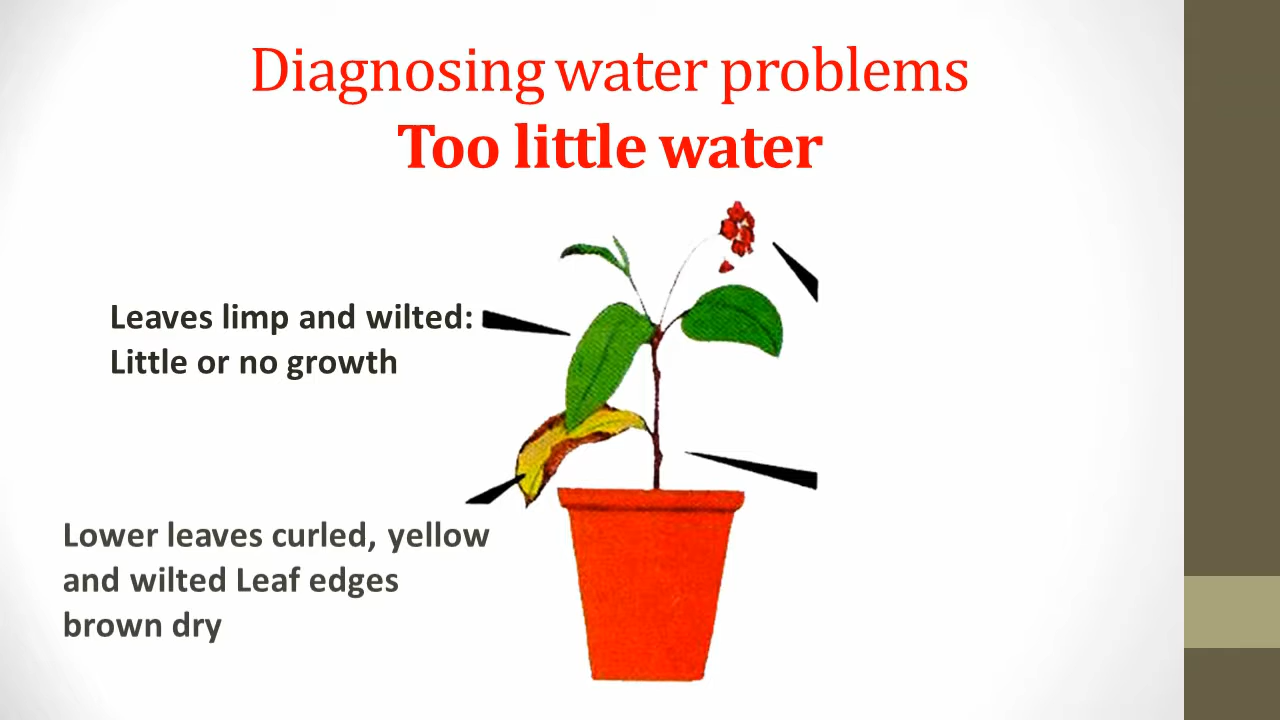 Diagnosing water problems
Too little water
Leaves limp and wilted:
Little or no growth
Lower leaves curled, yellow
and wilted Leaf edges
brown dry